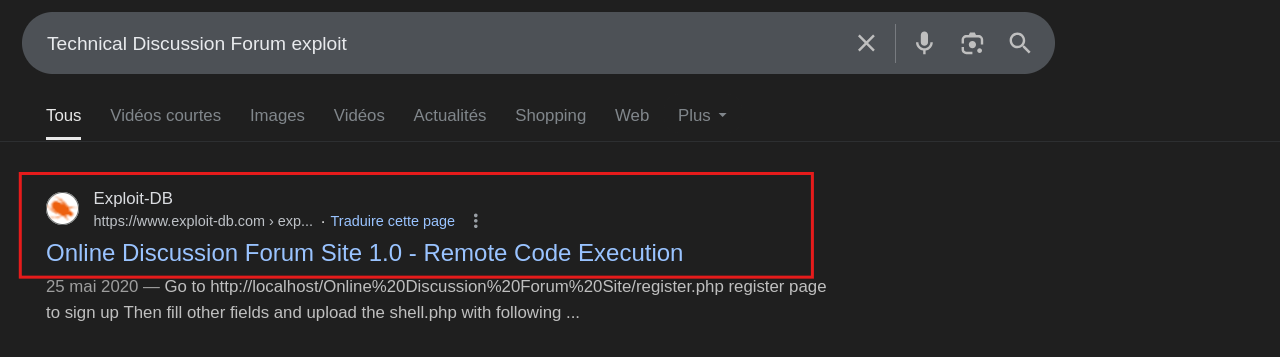 Technical Discussion Forum exploit
Tous Vidéos courtes Images Vidéos Actualités Shopping Web Plus
Exploit-DB
https://www.exploit-db.com › exp... · Traduire cette page
Online Discussion Forum Site 1.0 - Remote Code Execution
25 mai 2020 — Go to http://localhost/Online%20Discussion%20Forum%20Site/register.php register page
to sign up Then fill other fields and upload the shell.php with following ...